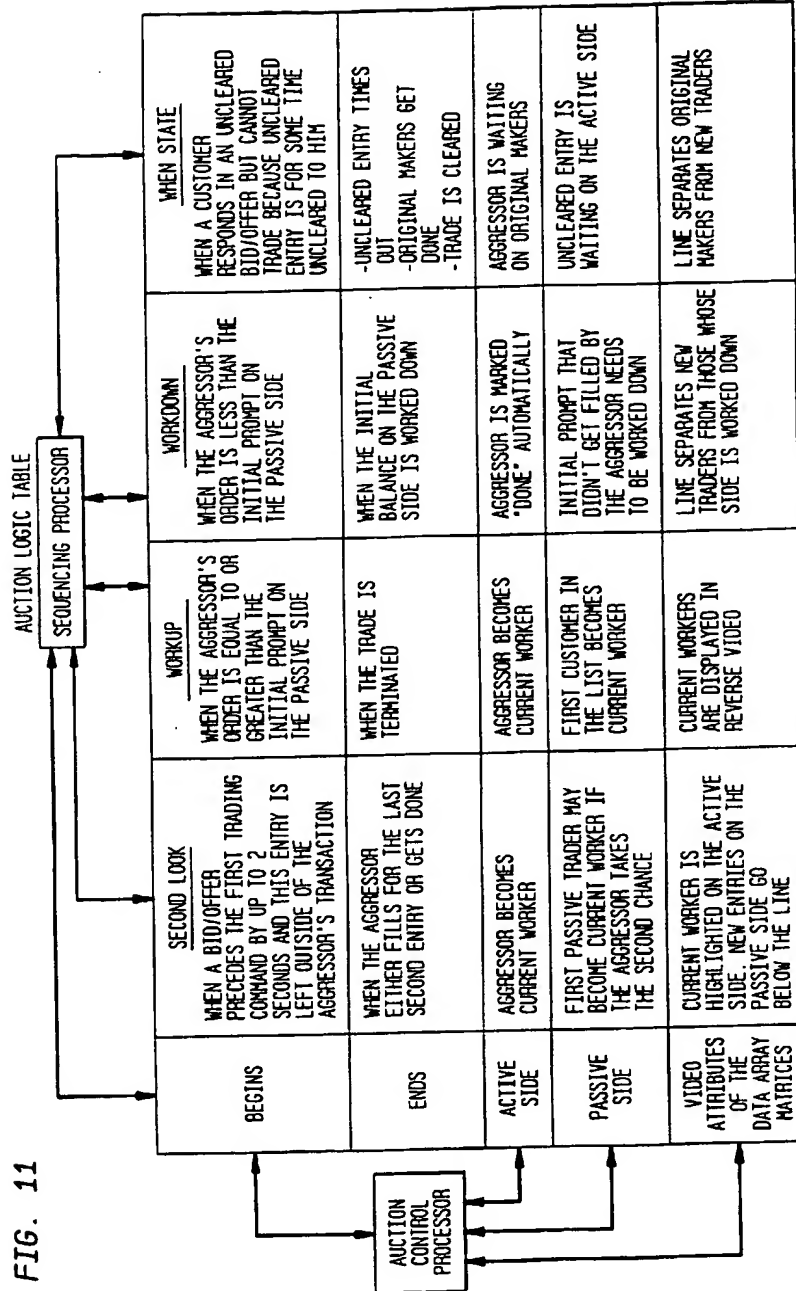 FIG. 11
AUCTION LOGIC TABLE
SEQUENCING PROCESSOR
AUCTION
CONTROL
PROCESSOR
BEGINS
SECOND LOOK
WHEN A BID/OFFER
PRECEDES THE FIRST TRADING
COMMAND BY UP TO 2
SECONDS AND THIS ENTRY IS
LEFT OUTSIDE OF THE
AGGRESSOR'S TRANSACTION
WORKUP
WHEN THE AGGRESSOR'S
ORDER IS EQUAL TO OR
GREATER THAN THE
INITIAL PROMPT ON
THE PASSIVE SIDE
WORKDOWN
WHEN THE AGGRESSOR'S
ORDER IS LESS THAN THE
INITIAL PROMPT ON
THE PASSIVE SIDE
WHEN STATE
WHEN A CUSTOMER
RESPONDS IN AN UNCLEARED
BID/OFFER BUT CANNOT
TRADE BECAUSE UNCLEARED
ENTRY IS FOR SOME TIME
UNCLEARED TO HIM
ENDS
WHEN THE AGGRESSOR
EITHER FILLS FOR THE LAST
SECOND ENTRY OR GETS DONE
WHEN THE TRADE IS
TERMINATED
WHEN THE INITIAL
BALANCE ON THE PASSIVE
SIDE IS WORKED DOWN
-UNCLEARED ENTRY TIMES
OUT
-ORIGINAL MAKERS GET
DONE
-TRADE IS CLEARED
ACTIVE
SIDE
AGGRESSOR BECOMES
CURRENT WORKER
AGGRESSOR BECOMES
CURRENT WORKER
AGGRESSOR IS MARKED
"DONE" AUTOMATICALLY
AGGRESSOR IS WAITING
ON ORIGINAL MAKERS
PASSIVE
SIDE
FIRST PASSIVE TRADER MAY
BECOME CURRENT WORKER IF
THE AGGRESSOR TAKES
THE SECOND CHANCE
FIRST CUSTOMER IN
THE LIST BECOMES
CURRENT WORKER
INITIAL PROMPT THAT
DIDN'T GET FILLED BY
THE AGGRESSOR NEEDS
TO BE WORKED DOWN
UNCLEARED ENTRY IS
WAITING ON THE ACTIVE SIDE
VIDEO
ATTRIBUTES
OF THE
DATA ARRAY
MATRICES
CURRENT WORKER IS
HIGHLIGHTED ON THE ACTIVE
SIDE. NEW ENTRIES ON THE
PASSIVE SIDE GO
BELOW THE LINE
CURRENT WORKERS
ARE DISPLAYED IN
REVERSE VIDEO
LINE SEPARATES NEW
TRADERS FROM THOSE WHOSE
SIDE IS WORKED DOWN
LINE SEPARATES ORIGINAL
MAKERS FROM NEW TRADERS